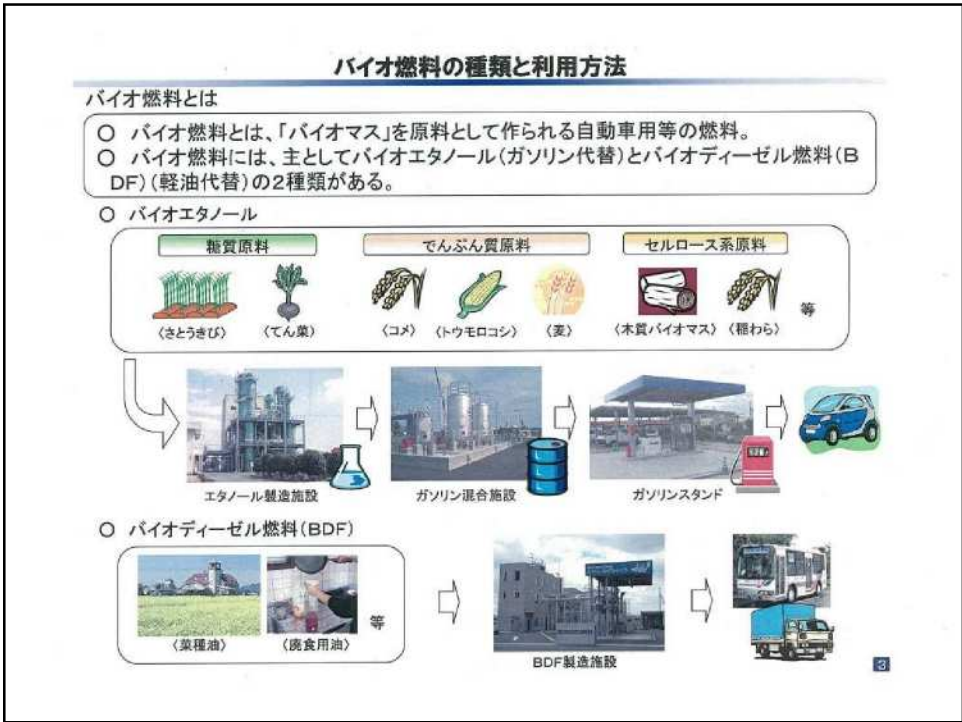 バイオ燃料の種類と利用方法
バイオ燃料とは
○ バイオ燃料とは、「バイオマス」を原料として作られる自動車用等の燃料。
○ バイオ燃料には、主としてバイオエタノール(ガソリン代替)とバイオディーゼル燃料(B
DF)(軽油代替)の2種類がある。
○ バイオエタノール
糖質原料 でんぷん質原料 セルロース系原料
〈さとうきび〉 〈てん菜〉 〈コメ〉 〈トウモロコシ〉 〈麦〉 〈木質バイオマス〉 〈稲わら〉 等
エタノール製造施設 ガソリン混合施設 ガソリンスタンド
○ バイオディーゼル燃料(BDF)
〈菜種油〉 〈廃食用油〉 等
BDF製造施設
3